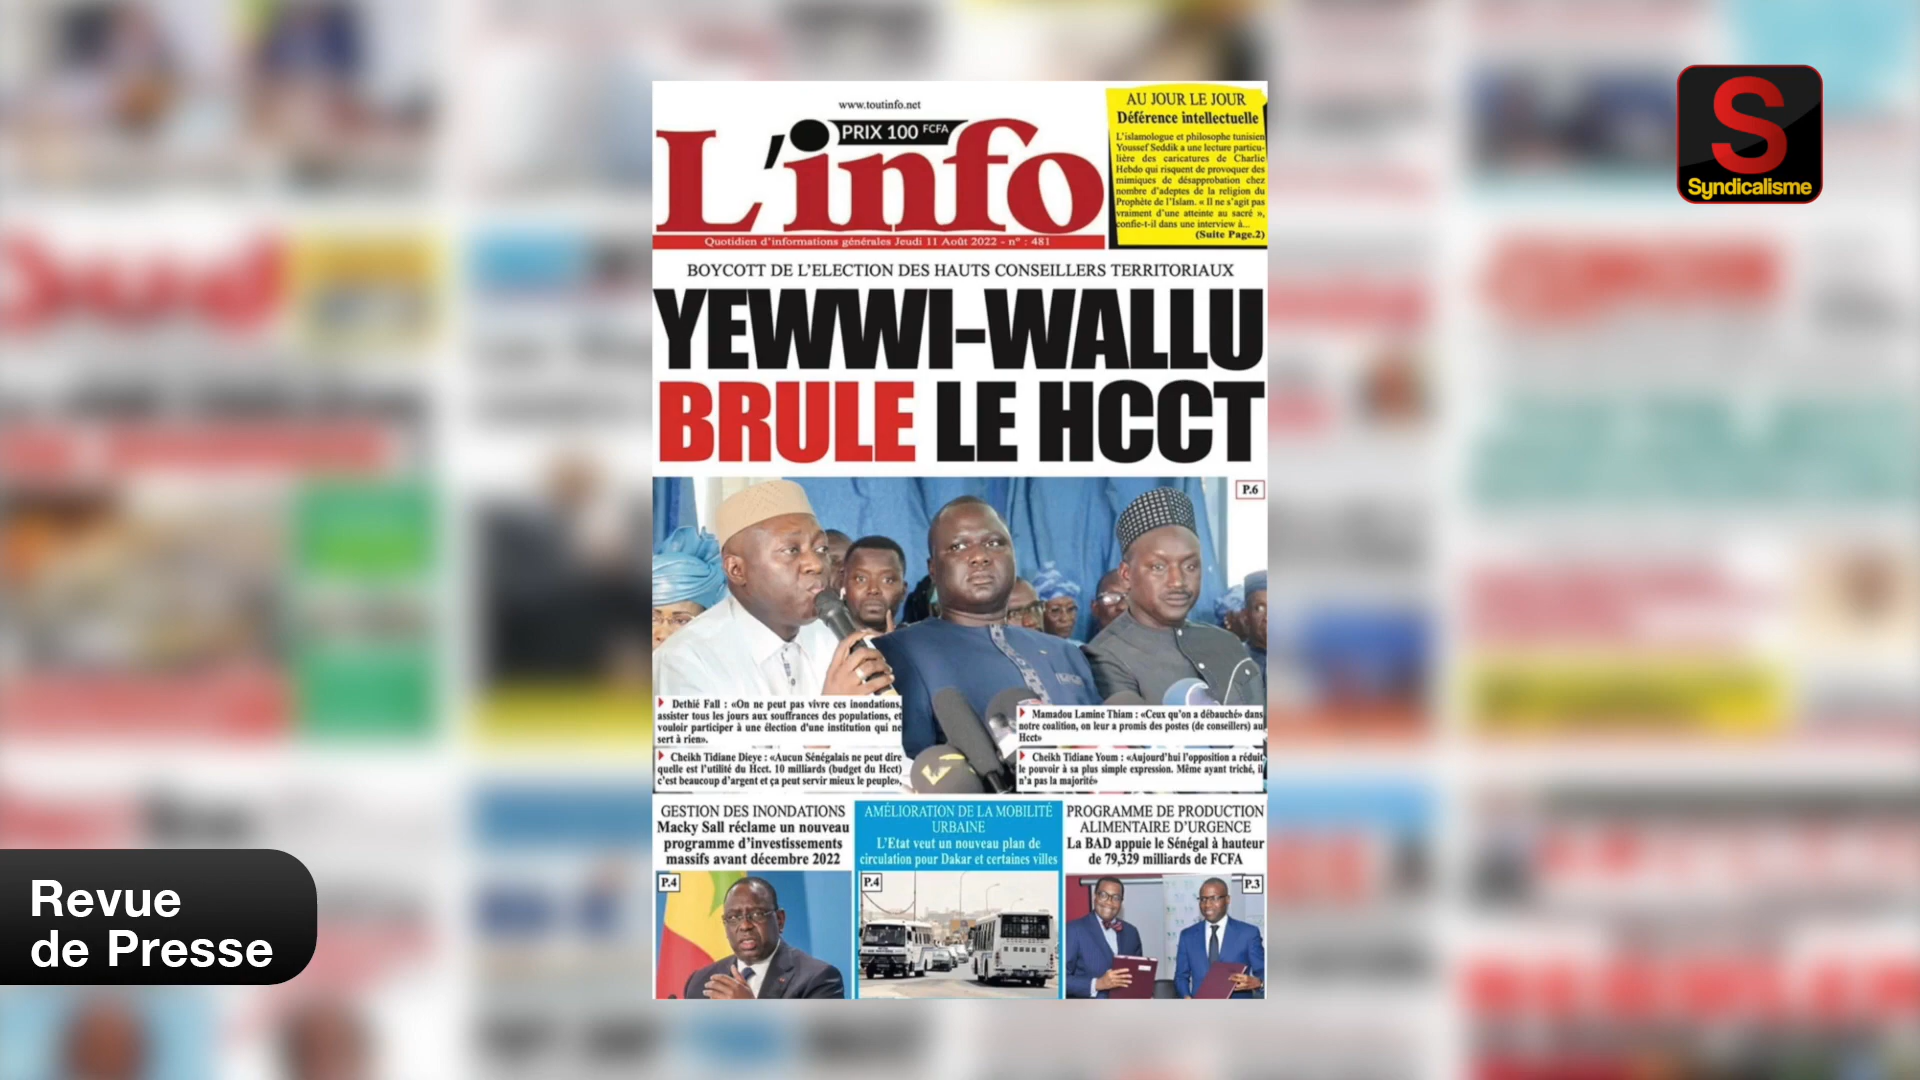 www.toutinfo.net
PRIX 100 FCFA
L'info
Quotidien d'informations générales Jeudi 11 Août 2022 - n° : 481
AU JOUR LE JOUR
Déférence intellectuelle
L'islamologue et philosophe tunisien
Youssef Seddik a une lecture particu-
lière des caricatures de Charlie
Hebdo qui risquent de provoquer des
mimiques de désapprobation chez
nombre d'adeptes de la religion du
Prophète de l'Islam. « Il ne s'agit pas
vraiment d'une atteinte au sacré »,
confie-t-il dans une interview à...
(Suite Page.2)
S
Syndicalisme
BOYCOTT DE L'ELECTION DES HAUTS CONSEILLERS TERRITORIAUX
YEWWI-WALLU
BRULE LE HCCT
P.6
Dethié Fall : «On ne peut pas vivre ces inondations,
assister tous les jours aux souffrances des populations, et
vouloir participer à une élection d'une institution qui ne
sert à rien».
Cheikh Tidiane Dieye : «Aucun Sénégalais ne peut dire
quelle est l'utilité du Hcct. 10 milliards (budget du Hcct)
c'est beaucoup d'argent et ça peut servir mieux le peuple»,
Mamadou Lamine Thiam : «Ceux qu'on a débauché» dans
notre coalition, on leur a promis des postes (de conseillers) au
Hcct»
Cheikh Tidiane Youm : «Aujourd'hui l'opposition a réduit
le pouvoir à sa plus simple expression. Même ayant triché, il
n'a pas la majorité»
GESTION DES INONDATIONS
Macky Sall réclame un nouveau
programme d'investissements
massifs avant décembre 2022
P.4
AMÉLIORATION DE LA MOBILITÉ
URBAINE
L'Etat veut un nouveau plan de
circulation pour Dakar et certaines villes
P.4
PROGRAMME DE PRODUCTION
ALIMENTAIRE D'URGENCE
La BAD appuie le Sénégal à hauteur
de 79,329 milliards de FCFA
P.3
Revue
de Presse